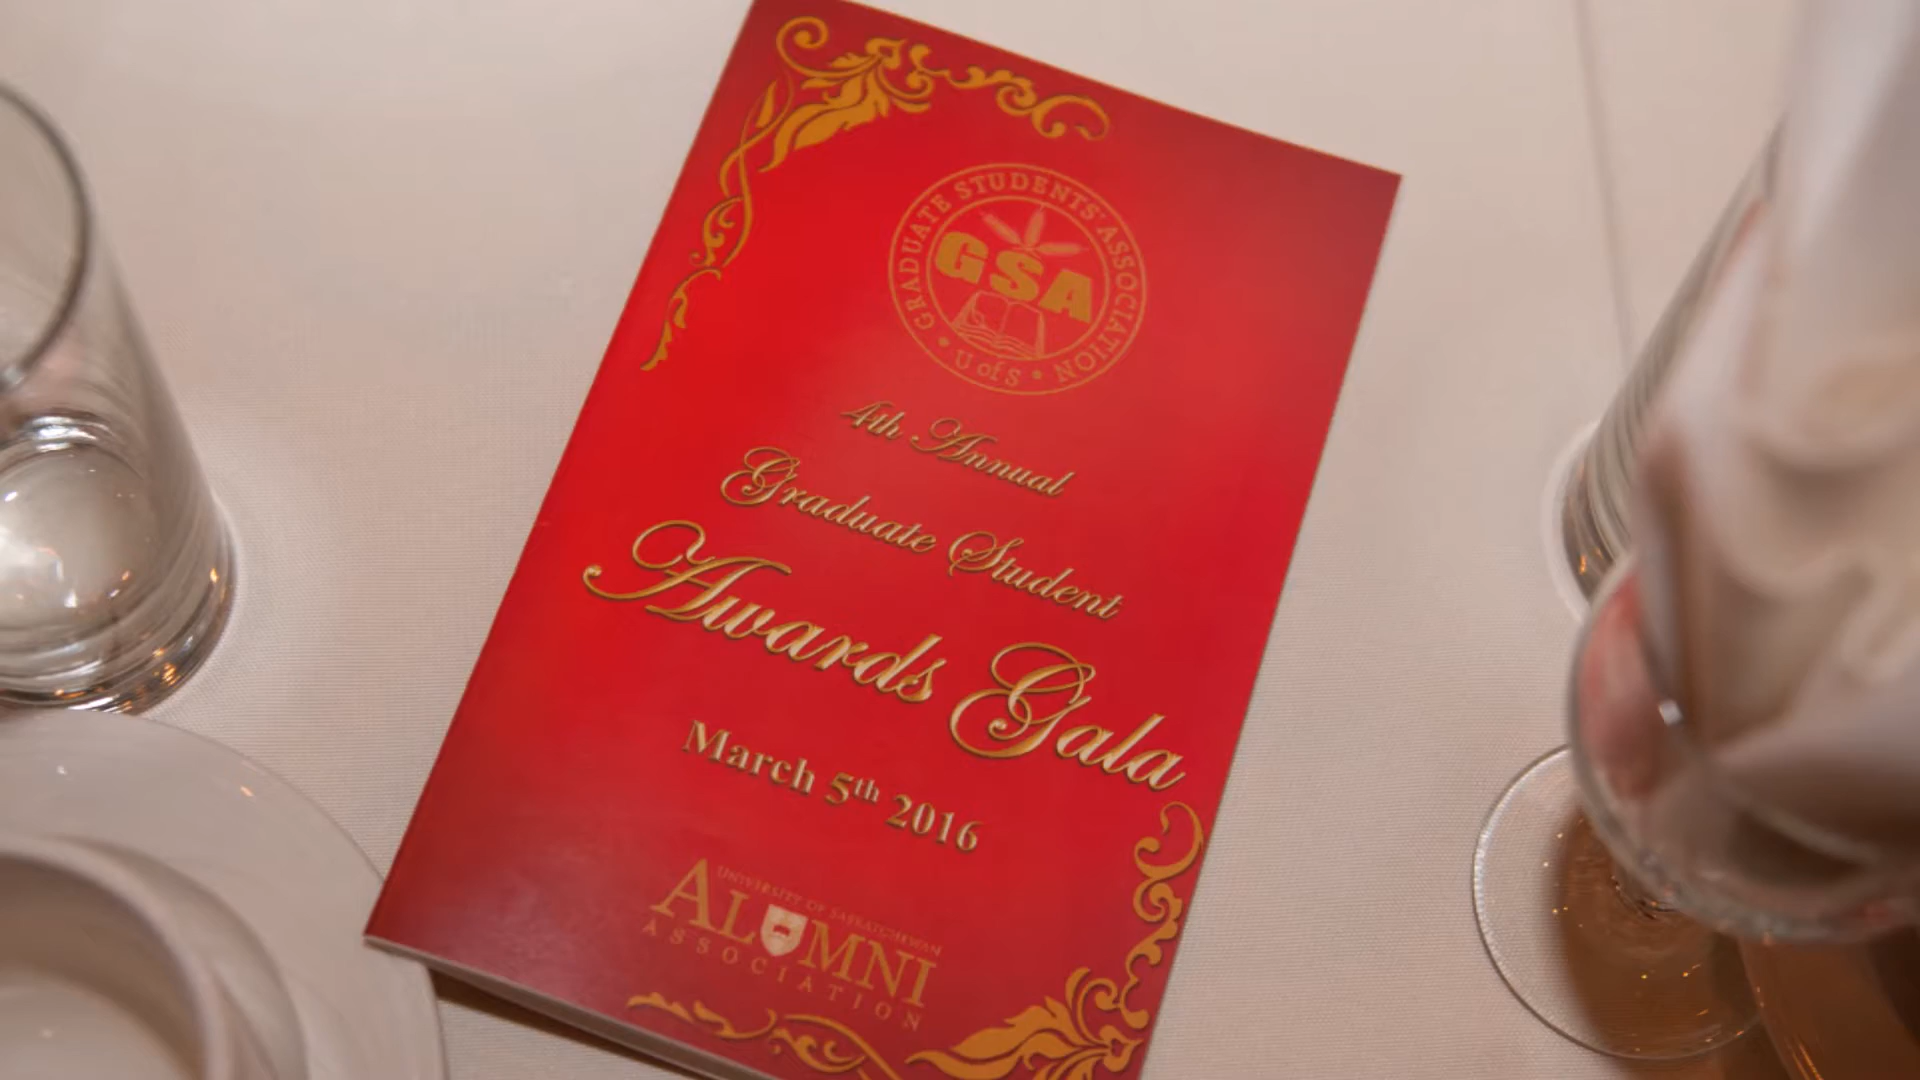 GRADUATE STUDENTS' ASSOCIATION
GSA
• U of S •
4th Annual
Graduate Student
Awards Gala
March 5th 2016
UNIVERSITY OF SASKATCHEWAN
ALUMNI
ASSOCIATION